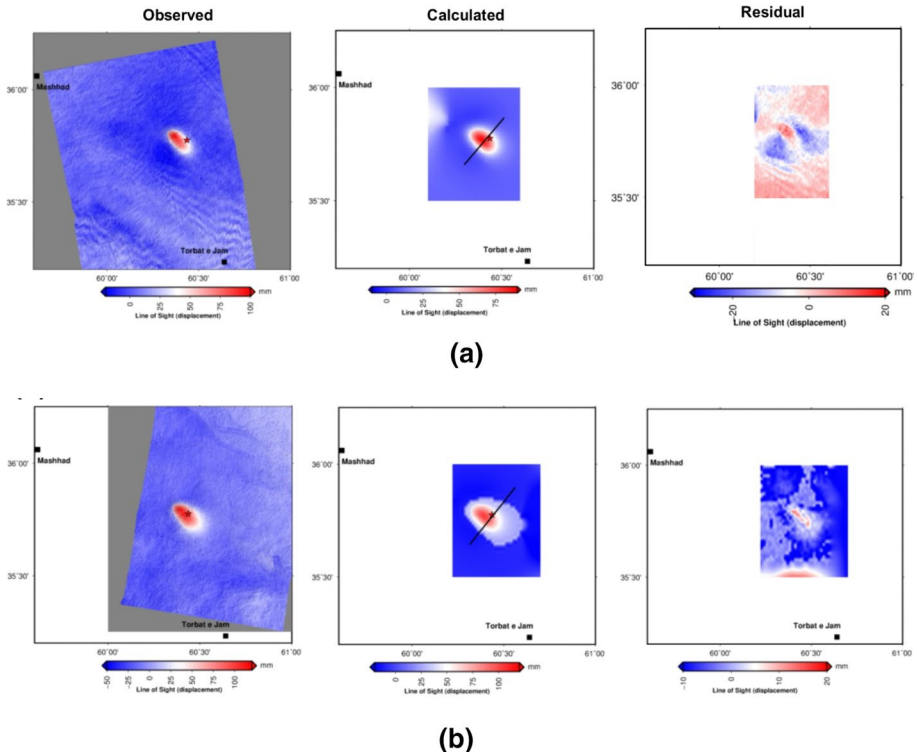 Observed
Calculated
Residual
36˚00'
Mashhad
35˚30'
Torbat e Jam
60˚00'
60˚30'
61˚00'
0
25
50
75
100
mm
Line of Sight (displacement)
36˚00'
Mashhad
35˚30'
Torbat e Jam
60˚00'
60˚30'
61˚00'
0
25
50
75
mm
Line of Sight (displacement)
36˚00'
35˚30'
60˚00'
60˚30'
61˚00'
-20
0
20
mm
Line of Sight (displacement)
(a)
36˚00'
Mashhad
35˚30'
Torbat e Jam
60˚00'
60˚30'
61˚00'
-50
-25
0
25
50
75
100
mm
Line of Sight (displacement)
36˚00'
Mashhad
35˚30'
Torbat e Jam
60˚00'
60˚30'
61˚00'
0
25
50
75
100
mm
Line of Sight (displacement)
36˚00'
Mashhad
35˚30'
Torbat e Jam
60˚00'
60˚30'
61˚00'
-10
0
10
20
mm
Line of Sight (displacement)
(b)